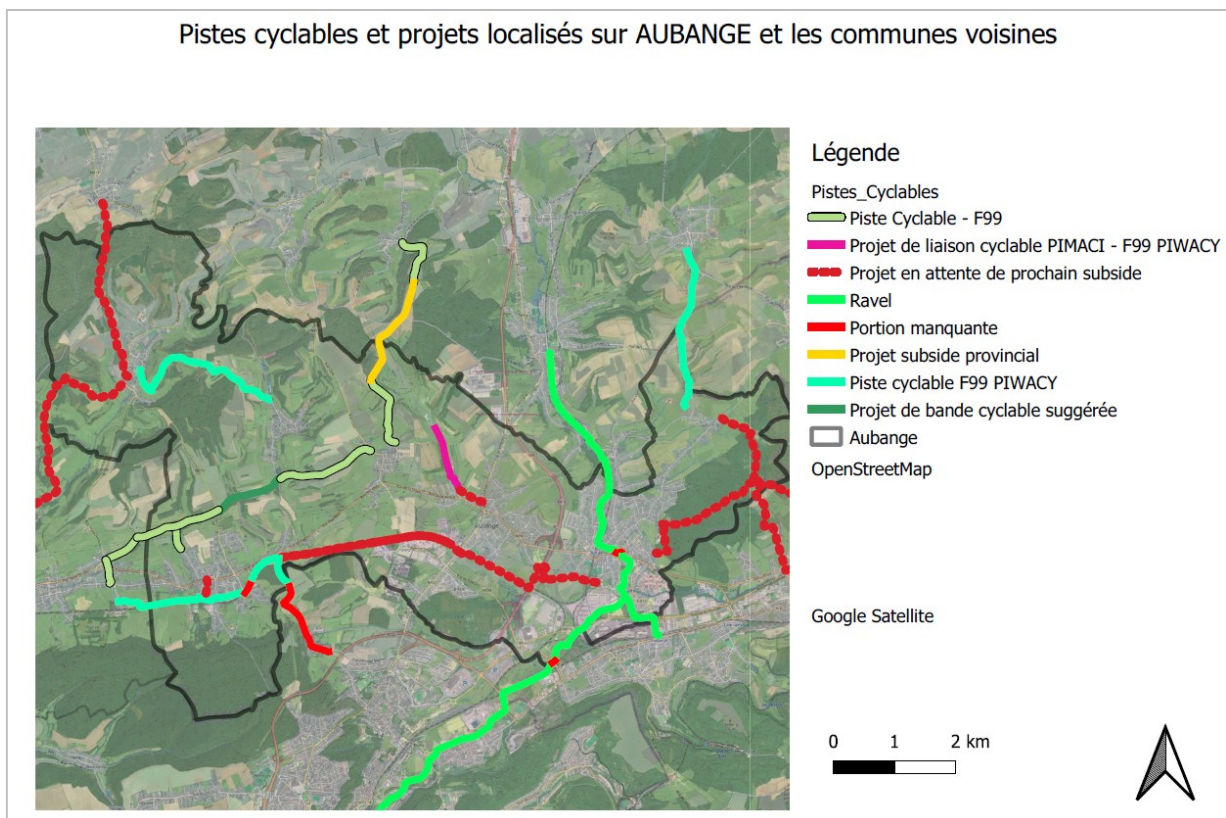 Pistes cyclables et projets localisés sur AUBANGE et les communes voisines
Légende
Pistes_Cyclables
Piste Cyclable - F99
Projet de liaison cyclable PIMACI - F99 PIWACY
Projet en attente de prochain subside
Ravel
Portion manquante
Projet subside provincial
Piste cyclable F99 PIWACY
Projet de bande cyclable suggérée
Aubange
OpenStreetMap
Google Satellite
0 1 2 km
Aubange